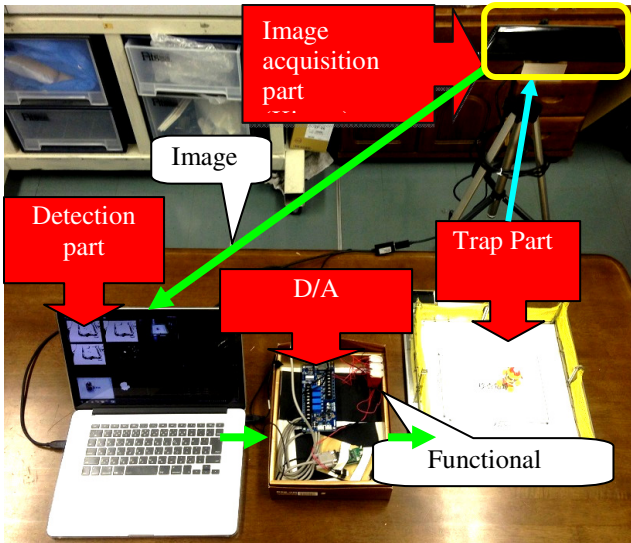 Image
acquisition
part
Image
Detection
part
Trap Part
D/A
Functional